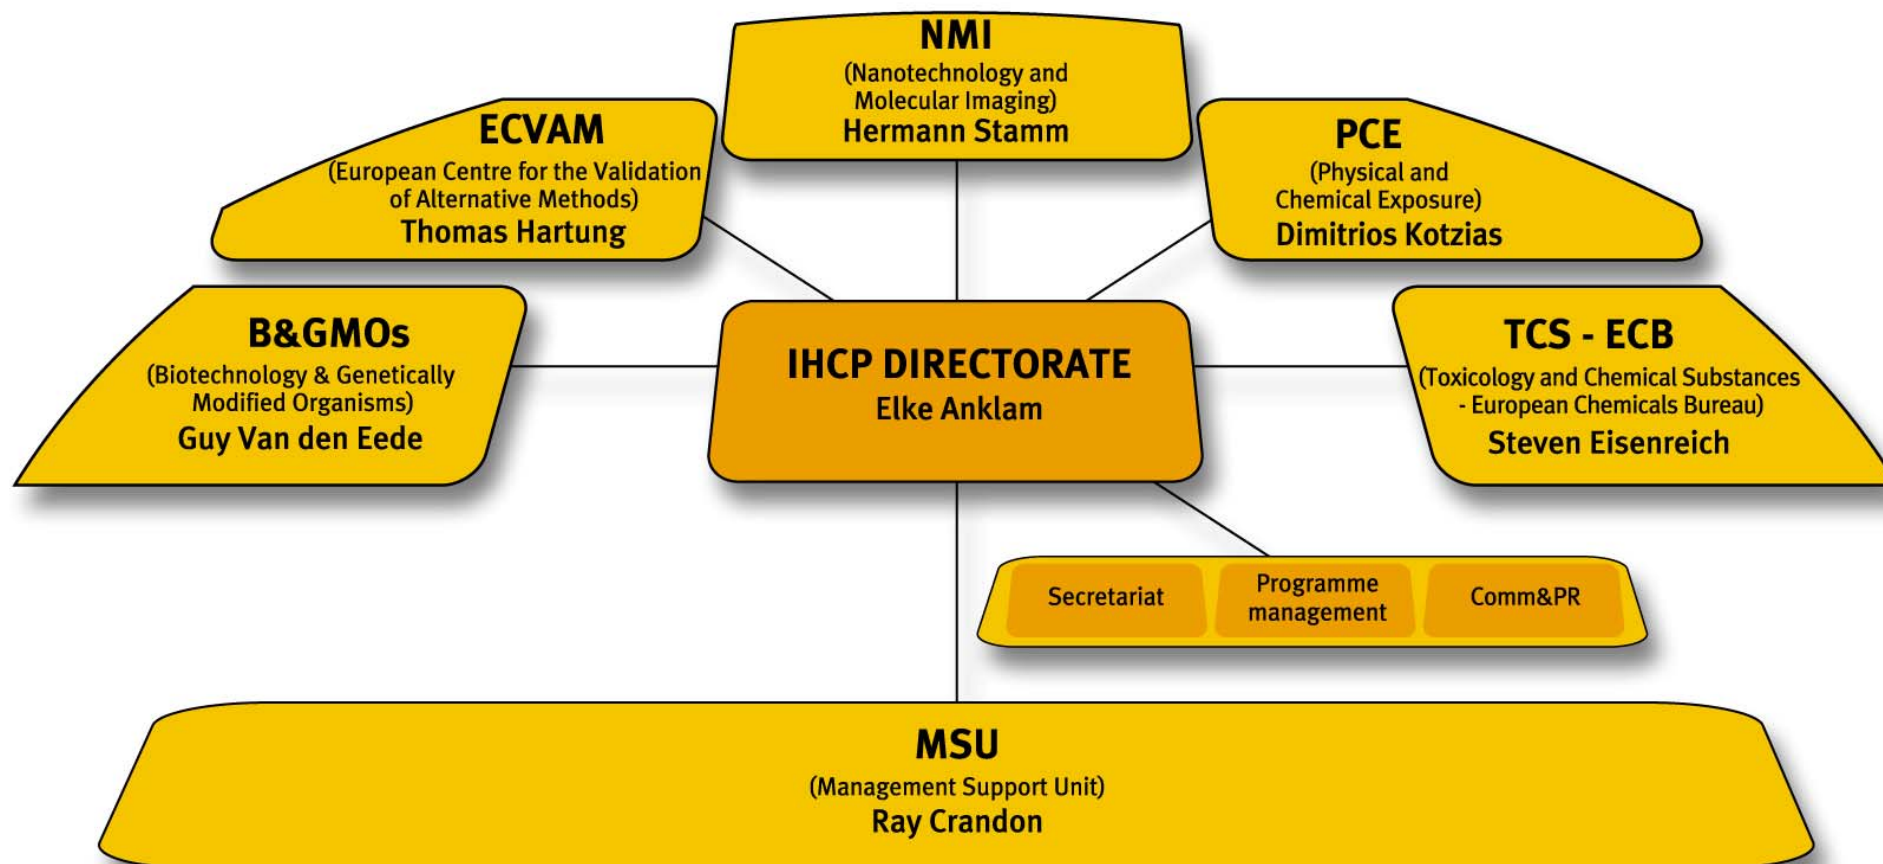 NMI
(Nanotechnology and
Molecular Imaging)
Hermann Stamm
ECVAM
(European Centre for the Validation
of Alternative Methods)
Thomas Hartung
PCE
(Physical and
Chemical Exposure)
Dimitrios Kotzias
B&GMOs
(Biotechnology & Genetically
Modified Organisms)
Guy Van den Eede
IHCP DIRECTORATE
Elke Anklam
TCS - ECB
(Toxicology and Chemical Substances
- European Chemicals Bureau)
Steven Eisenreich
Secretariat
Programme
management
Comm&PR
MSU
(Management Support Unit)
Ray Crandon